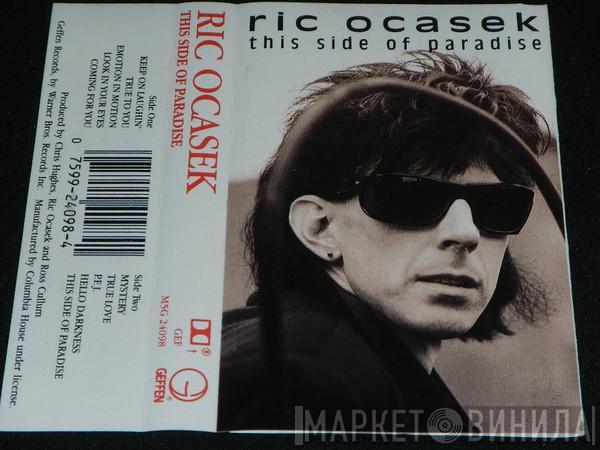 ric ocasek
this side of paradise
RIC OCASEK
THIS SIDE OF PARADISE
M5G 24098
GEF
GEFFEN
Side One
KEEP ON LAUGHIN'
TRUE TO YOU
EMOTION IN MOTION
LOOK IN YOUR EYES
COMING FOR YOU
0 7599-24098-4
Side Two
MYSTERY
TRUE LOVE
P.F.J.
HELLO DARKNESS
THIS SIDE OF PARADISE
Produced by Chris Hughes, Ric Ocasek and Ross Cullum
Geffen Records, by Warner Bros. Records Inc. Manufactured by Columbia House under license.
МАРКЕТ ВИНИЛА